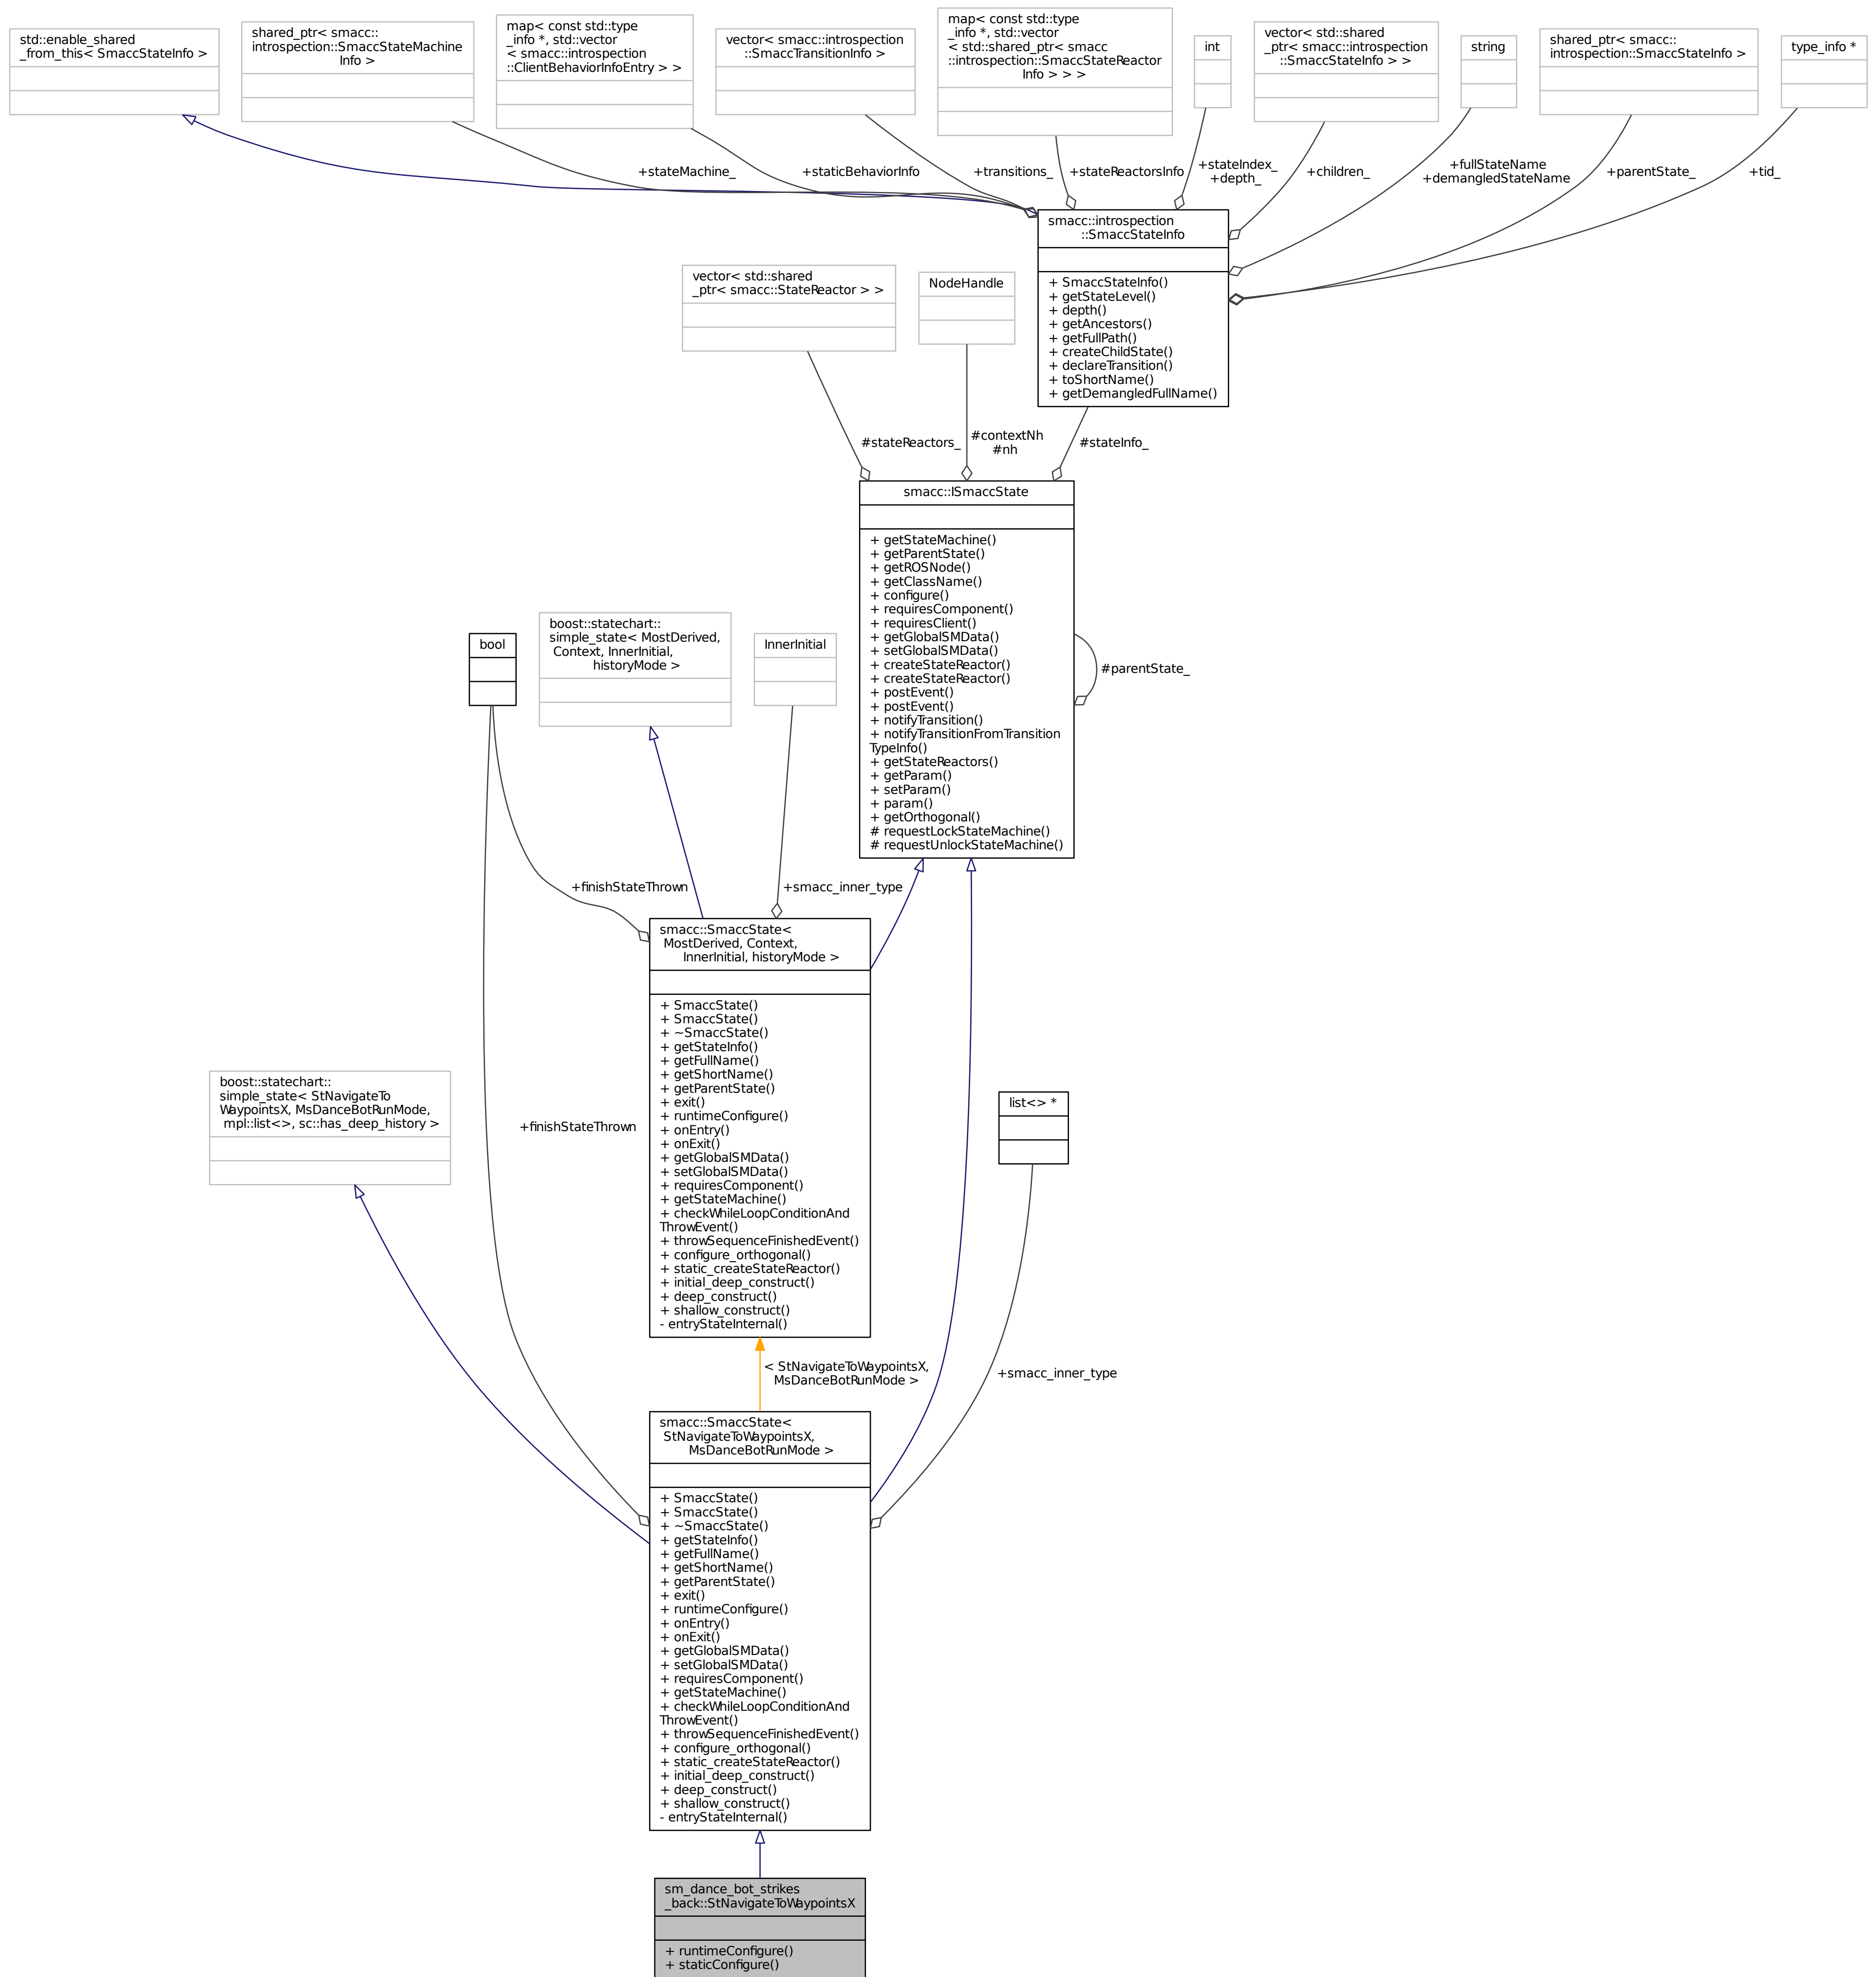 std::enable_shared
_from_this< SmaccStateInfo >
shared_ptr< smacc::
introspection::SmaccStateMachine
Info >
map< const std::type
_info *, std::vector
< smacc::introspection
::ClientBehaviorInfoEntry > >
vector< smacc::introspection
::SmaccTransitionInfo >
map< const std::type
_info *, std::vector
< std::shared_ptr< smacc
::introspection::SmaccStateReactor
Info > > >
int
vector< std::shared
_ptr< smacc::introspection
::SmaccStateInfo > >
string
shared_ptr< smacc::
introspection::SmaccStateInfo >
type_info *
+stateMachine_
+staticBehaviorInfo
+transitions_
+stateReactorsInfo
+stateIndex_
+depth_
+children_
+fullStateName
+demangledStateName
+parentState_
+tid_
smacc::introspection
::SmaccStateInfo
+ SmaccStateInfo()
+ getStateLevel()
+ depth()
+ getAncestors()
+ getFullPath()
+ createChildState()
+ declareTransition()
+ toShortName()
+ getDemangledFullName()
vector< std::shared
_ptr< smacc::StateReactor > >
NodeHandle
#stateReactors_
#contextNh
#nh
#stateInfo_
smacc::ISmaccState
+ getStateMachine()
+ getParentState()
+ getROSNode()
+ getClassName()
+ configure()
+ requiresComponent()
+ requiresClient()
+ getGlobalSMData()
+ setGlobalSMData()
+ createStateReactor()
+ createStateReactor()
+ postEvent()
+ postEvent()
+ notifyTransition()
+ notifyTransitionFromTransition
TypeInfo()
+ getStateReactors()
+ getParam()
+ setParam()
+ param()
+ getOrthogonal()
# requestLockStateMachine()
# requestUnlockStateMachine()
#parentState_
bool
boost::statechart::
simple_state< MostDerived,
Context, InnerInitial,
historyMode >
InnerInitial
+finishStateThrown
+smacc_inner_type
smacc::SmaccState<
MostDerived, Context,
InnerInitial, historyMode >
+ SmaccState()
+ SmaccState()
+ ~SmaccState()
+ getStateInfo()
+ getFullName()
+ getShortName()
+ getParentState()
+ exit()
+ runtimeConfigure()
+ onEntry()
+ onExit()
+ getGlobalSMData()
+ setGlobalSMData()
+ requiresComponent()
+ getStateMachine()
+ checkWhileLoopConditionAnd
ThrowEvent()
+ throwSequenceFinishedEvent()
+ configure_orthogonal()
+ static_createStateReactor()
+ initial_deep_construct()
+ deep_construct()
+ shallow_construct()
- entryStateInternal()
boost::statechart::
simple_state< StNavigateTo
WaypointsX, MsDanceBotRunMode,
mpl::list<>, sc::has_deep_history >
+finishStateThrown
list<> *
< StNavigateToWaypointsX,
MsDanceBotRunMode >
+smacc_inner_type
smacc::SmaccState<
StNavigateToWaypointsX,
MsDanceBotRunMode >
+ SmaccState()
+ SmaccState()
+ ~SmaccState()
+ getStateInfo()
+ getFullName()
+ getShortName()
+ getParentState()
+ exit()
+ runtimeConfigure()
+ onEntry()
+ onExit()
+ getGlobalSMData()
+ setGlobalSMData()
+ requiresComponent()
+ getStateMachine()
+ checkWhileLoopConditionAnd
ThrowEvent()
+ throwSequenceFinishedEvent()
+ configure_orthogonal()
+ static_createStateReactor()
+ initial_deep_construct()
+ deep_construct()
+ shallow_construct()
- entryStateInternal()
sm_dance_bot_strikes
_back::StNavigateToWaypointsX
+ runtimeConfigure()
+ staticConfigure()